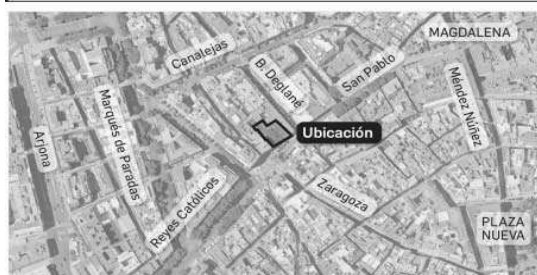 MAGDALENA
Canalejas
B. Deglané
San Pablo
Méndez Núñez
Marqués de Paradas
Arjona
Ubicación
Reyes Católicos
Zaragoza
PLAZA
NUEVA